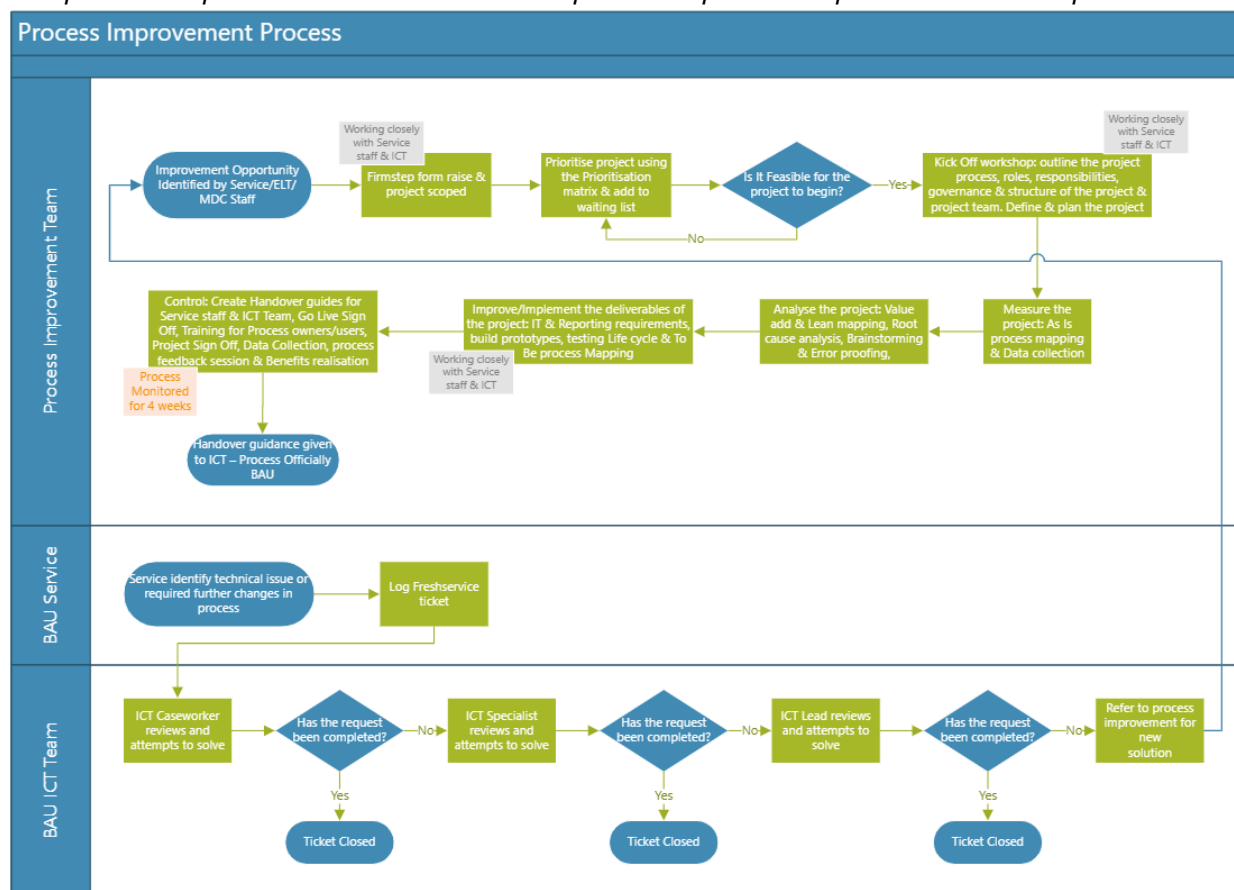 Process Improvement Process
Process Improvement Team
Working closely
with Service
staff & ICT
Working closely
with Service
staff & ICT
Improvement Opportunity
Identified by Service/ELT/
MDC Staff
Firmstep form raise &
project scoped
Prioritise project using
the Prioritisation
matrix & add to
waiting list
Is It Feasible for the
project to begin?
Yes
No
Kick Off workshop: outline the project
process, roles, responsibilities,
governance & structure of the project &
project team. Define & plan the project
Control: Create Handover guides for
Service staff & ICT Team, Go Live Sign
Off, Training for Process owners/users,
Project Sign Off, Data Collection, process
feedback session & Benefits realisation
Improve/Implement the deliverables of
the project: IT & Reporting requirements,
build prototypes, testing Life cycle & To
Be process Mapping
Analyse the project: Value
add & Lean mapping, Root
cause analysis, Brainstorming
& Error proofing,
Measure the
project: As Is
process mapping
& Data collection
Working closely
with Service
staff & ICT
Process
Monitored
for 4 weeks
Handover guidance given
to ICT – Process Officially
BAU
BAU Service
Service identify technical issue or
required further changes in
process
Log Freshservice
ticket
BAU ICT Team
ICT Caseworker
reviews and
attempts to solve
Has the request
been completed?
No
ICT Specialist
reviews and
attempts to solve
Has the request
been completed?
No
ICT Lead reviews
and attempts to
solve
Has the request
been completed?
No
Refer to process
improvement for
new
solution
Yes
Yes
Yes
Ticket Closed
Ticket Closed
Ticket Closed